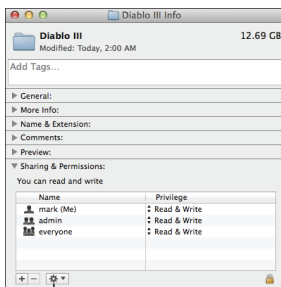 Diablo III Info
Diablo III 12.69 GB
Modified: Today, 2:00 AM
Add Tags...
General:
More Info:
Name & Extension:
Comments:
Preview:
Sharing & Permissions:
You can read and write
Name Privilege
mark (Me) Read & Write
admin Read & Write
everyone Read & Write